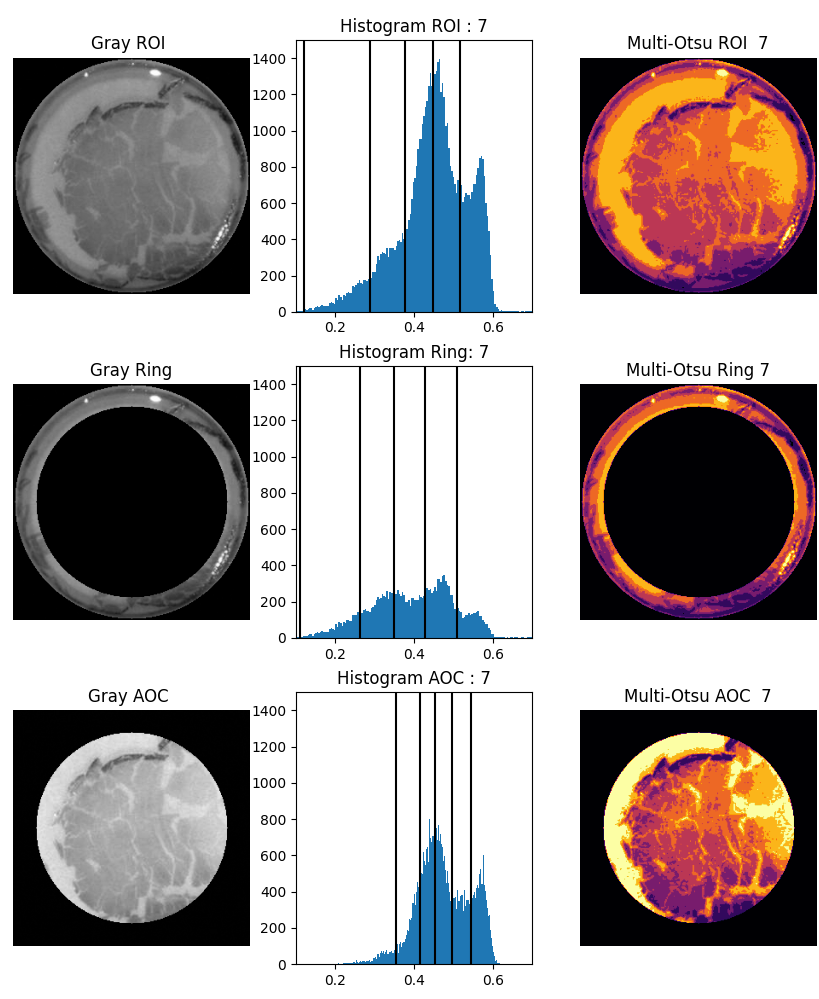 Gray ROI
Histogram ROI : 7
Multi-Otsu ROI  7
1400
1200
1000
800
600
400
200
0
0.2 0.4 0.6
Gray Ring
Histogram Ring: 7
Multi-Otsu Ring 7
1400
1200
1000
800
600
400
200
0
0.2 0.4 0.6
Gray AOC
Histogram AOC : 7
Multi-Otsu AOC  7
1400
1200
1000
800
600
400
200
0
0.2 0.4 0.6